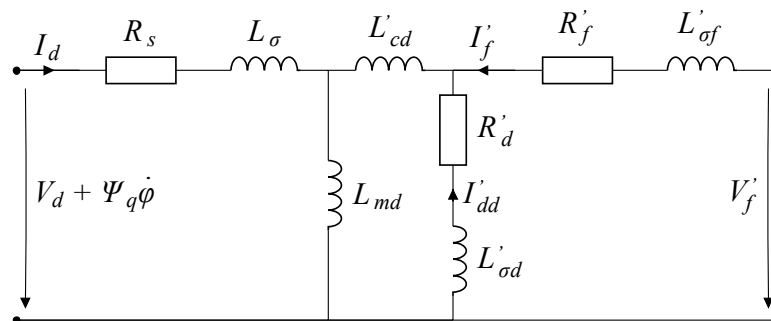 I_d R_s L_σ L'_cd I'_f R'_f L'_σf
R'_d
V_d + Ψ_q φ̇ L_md I'_dd V'_f
L'_σd